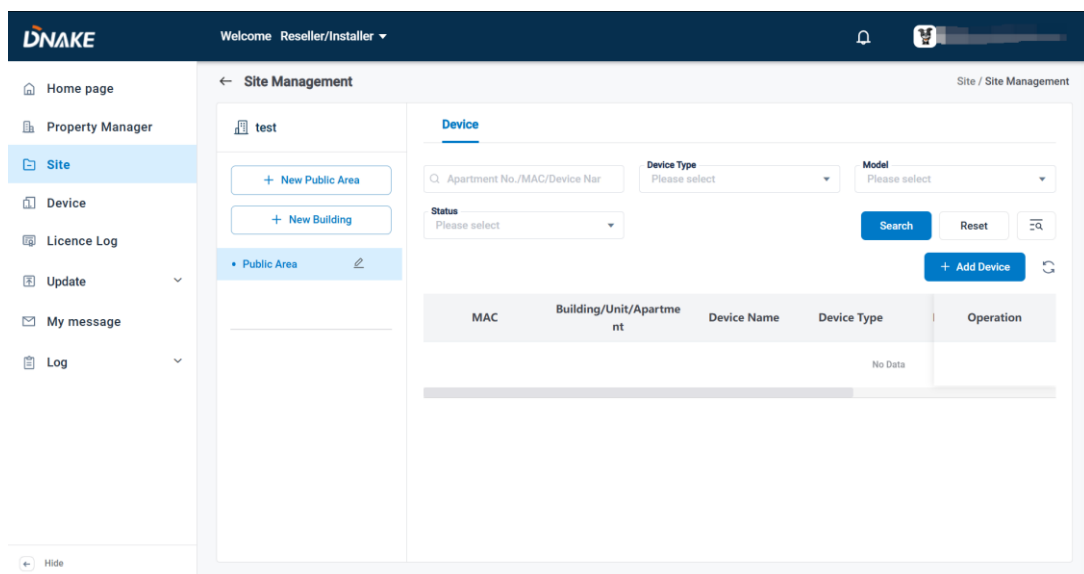 DNAKE
Welcome Reseller/Installer
Home page
Property Manager
Site
Device
Licence Log
Update
My message
Log
Hide
← Site Management
Site / Site Management
test
+ New Public Area
+ New Building
• Public Area
Device
Apartment No./MAC/Device Nar
Device Type
Please select
Model
Please select
Status
Please select
Search
Reset
+ Add Device
MAC
Building/Unit/Apartme
nt
Device Name
Device Type
Operation
No Data